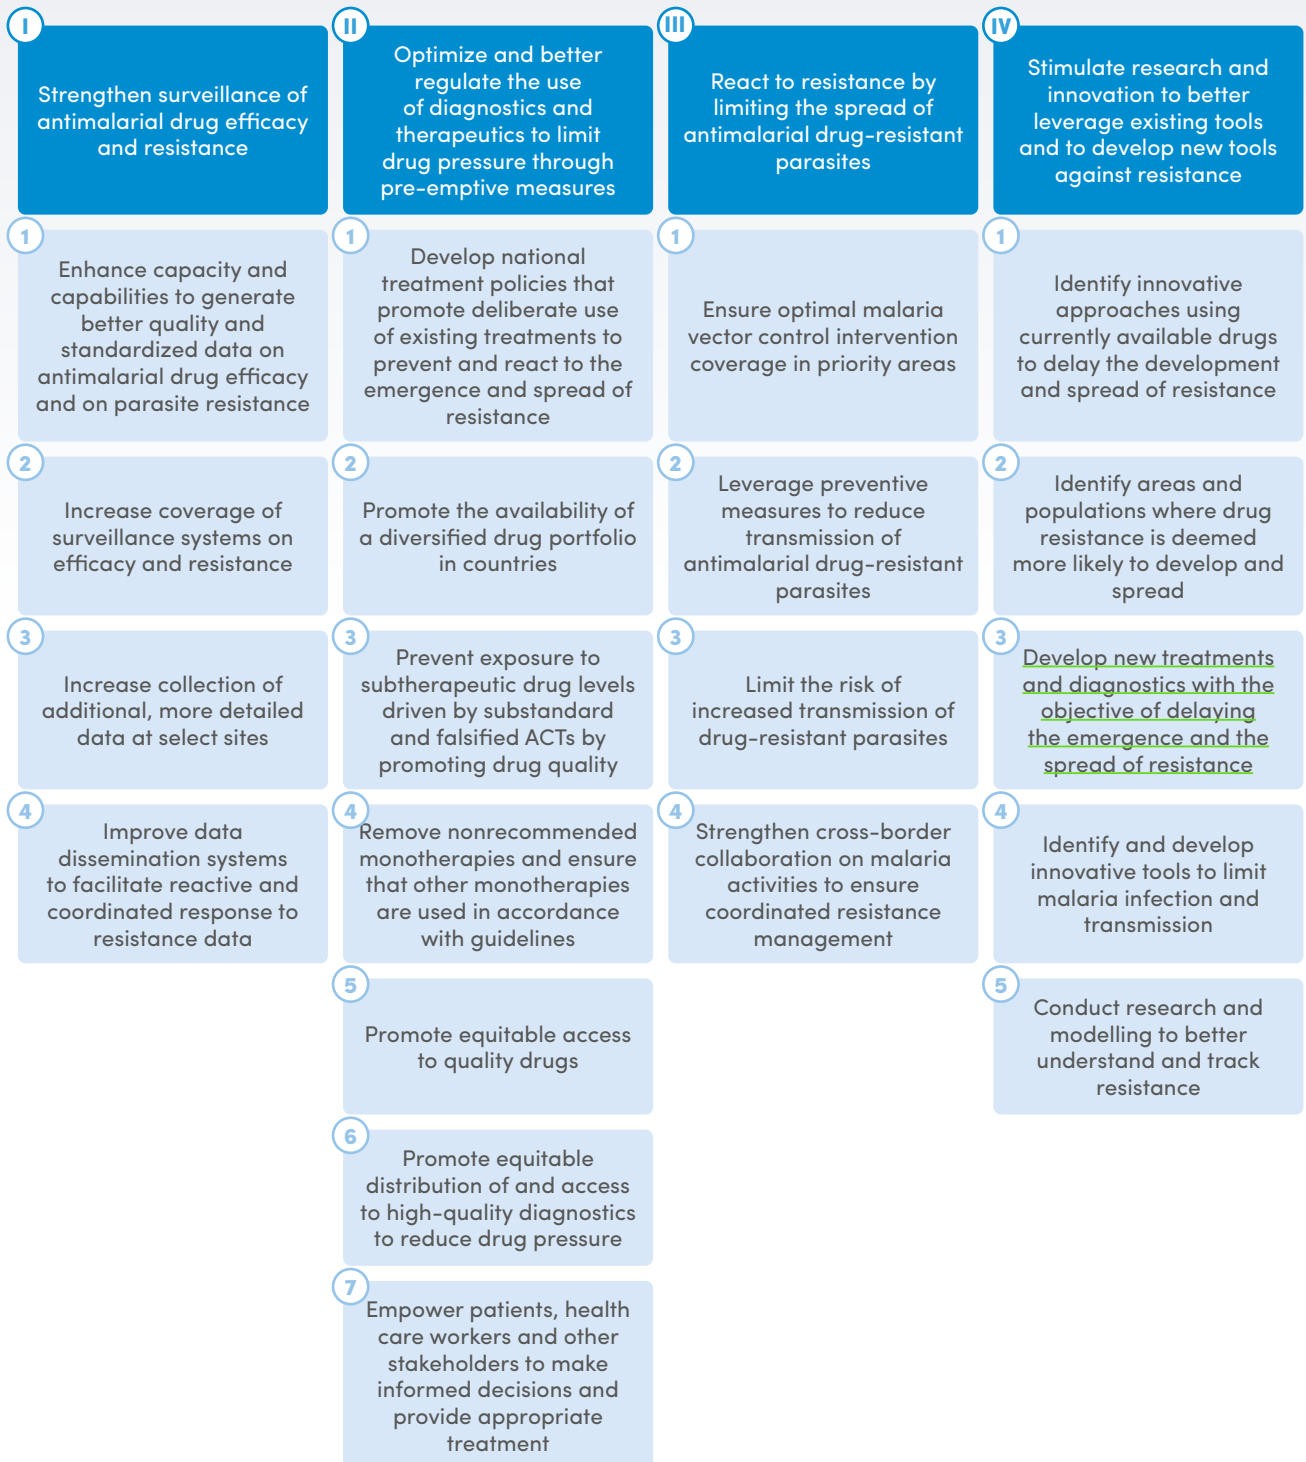 I
Strengthen surveillance of
antimalarial drug efficacy
and resistance
1
Enhance capacity and
capabilities to generate
better quality and
standardized data on
antimalarial drug efficacy
and on parasite resistance
2
Increase coverage of
surveillance systems on
efficacy and resistance
3
Increase collection of
additional, more detailed
data at select sites
4
Improve data
dissemination systems
to facilitate reactive and
coordinated response to
resistance data
II
Optimize and better
regulate the use
of diagnostics and
therapeutics to limit
drug pressure through
pre-emptive measures
1
Develop national
treatment policies that
promote deliberate use
of existing treatments to
prevent and react to the
emergence and spread of
resistance
2
Promote the availability of
a diversified drug portfolio
in countries
3
Prevent exposure to
subtherapeutic drug levels
driven by substandard
and falsified ACTs by
promoting drug quality
4
Remove nonrecommended
monotherapies and ensure
that other monotherapies
are used in accordance
with guidelines
5
Promote equitable access
to quality drugs
6
Promote equitable
distribution of and access
to high-quality diagnostics
to reduce drug pressure
7
Empower patients, health
care workers and other
stakeholders to make
informed decisions and
provide appropriate
treatment
III
React to resistance by
limiting the spread of
antimalarial drug-resistant
parasites
1
Ensure optimal malaria
vector control intervention
coverage in priority areas
2
Leverage preventive
measures to reduce
transmission of
antimalarial drug-resistant
parasites
3
Limit the risk of
increased transmission of
drug-resistant parasites
4
Strengthen cross-border
collaboration on malaria
activities to ensure
coordinated resistance
management
IV
Stimulate research and
innovation to better
leverage existing tools
and to develop new tools
against resistance
1
Identify innovative
approaches using
currently available drugs
to delay the development
and spread of resistance
2
Identify areas and
populations where drug
resistance is deemed
more likely to develop and
spread
3
Develop new treatments
and diagnostics with the
objective of delaying
the emergence and the
spread of resistance
4
Identify and develop
innovative tools to limit
malaria infection and
transmission
5
Conduct research and
modelling to better
understand and track
resistance